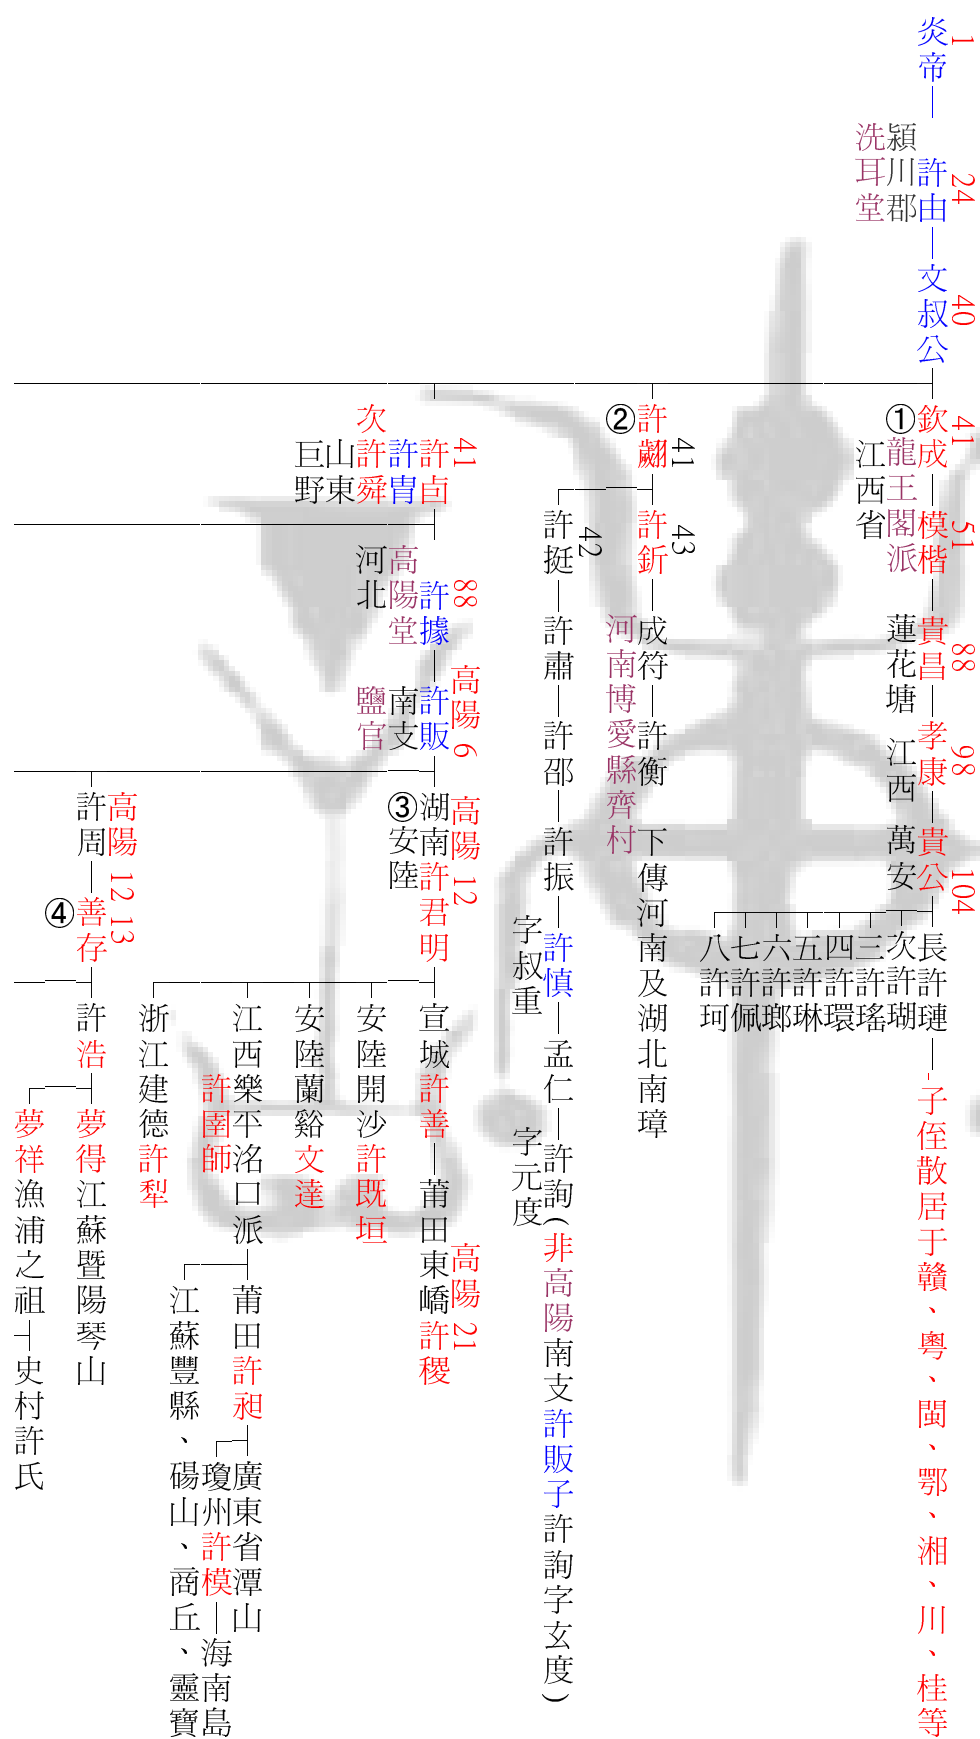 1
炎帝
24
許由
潁川郡
洗耳堂
40
文叔公
41
欽成
①
龍王閣派
江西省
51
模楷
88
貴昌
蓮花塘
98
孝康
江西
104
貴公
萬安
長許璉
次許瑚
三許瑤
四許環
五許琳
六許瑯
七許佩
八許珂
子侄散居于贛、粵、閩、鄂、湘、川、桂等
41
許翽
②
43
許釿
成符
許衡
河南博愛縣齊村
下傳河南及湖北南璋
42
許挺
許肅
許邵
許振
許慎
字叔重
孟仁
許詢(非高陽南支許販子許詢字玄度)
字元度
41
許卣
許冑
次許舜
山東
巨野
88
許據
高陽堂
河北
高陽 6
許販
南支
鹽官
高陽 12
湖南許君明
③安陸
宣城許善
高陽 21
莆田東嶠許稷
安陸開沙許既垣
安陸蘭谿文達
江西樂平洺口派
許圉師
莆田許昶
廣東省潭山
瓊州許模
海南島
江蘇豐縣、碭山、商丘、靈寶
浙江建德許犁
高陽 12 13
許周
善存
④
許浩
夢得江蘇暨陽琴山
夢祥漁浦之祖
史村許氏